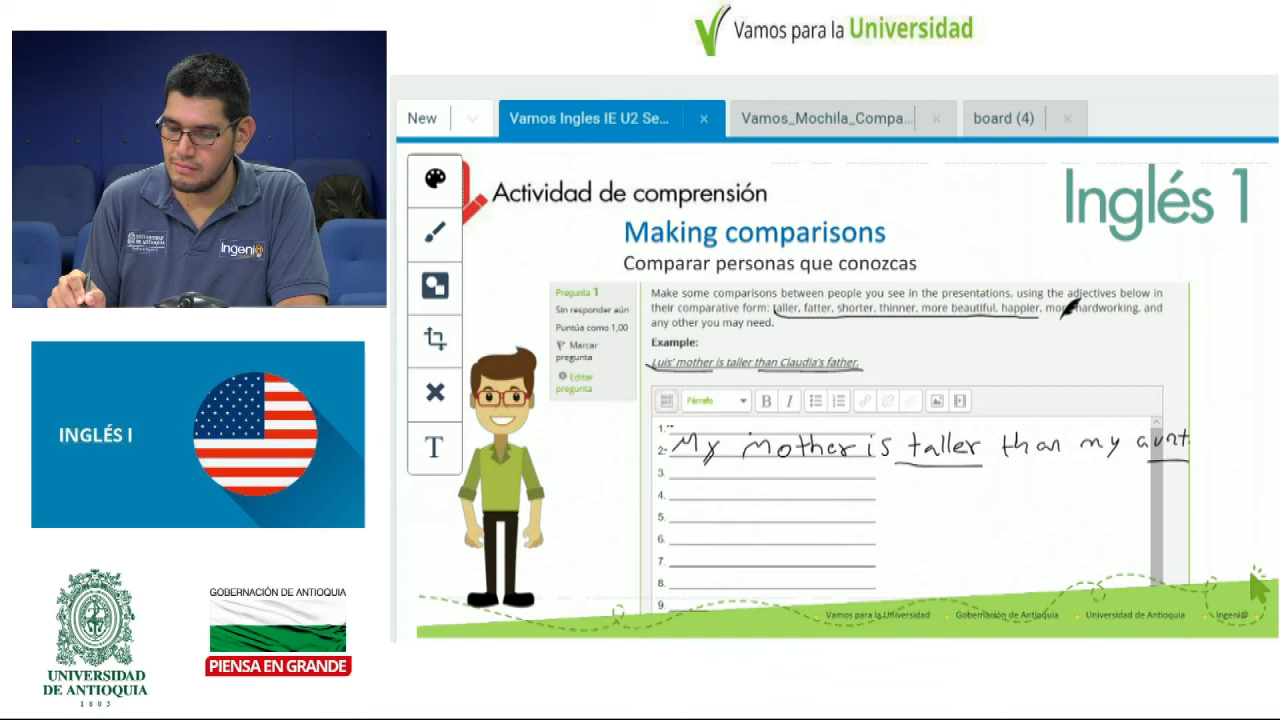 Vamos para la Universidad
New
Vamos Ingles IE U2 Se...
Vamos_Mochila_Compa...
board (4)
Actividad de comprensión
Inglés 1
Making comparisons
Comparar personas que conozcas
Pregunta 1
Sin responder aún
Puntúa como 1,00
Marcar
pregunta
Editar
pregunta
Make some comparisons between people you see in the presentations, using the adjectives below in
their comparative form: taller, fatter, shorter, thinner, more beautiful, happier, more hardworking, and
any other you may need.
Example:
Luis' mother is taller than Claudia's father.
Párrafo
B I
1.
2. My mother is taller than my aunt.
3.
4.
5.
6.
7.
8.
9.
T
Vamos para la Universidad
Gobernación de Antioquia
Universidad de Antioquia
Ingeni@
UNIVERSIDAD DE ANTIOQUIA
Ingeni@
INGLÉS I
UNIVERSIDAD
DE ANTIOQUIA
1803
GOBERNACIÓN DE ANTIOQUIA
PIENSA EN GRANDE